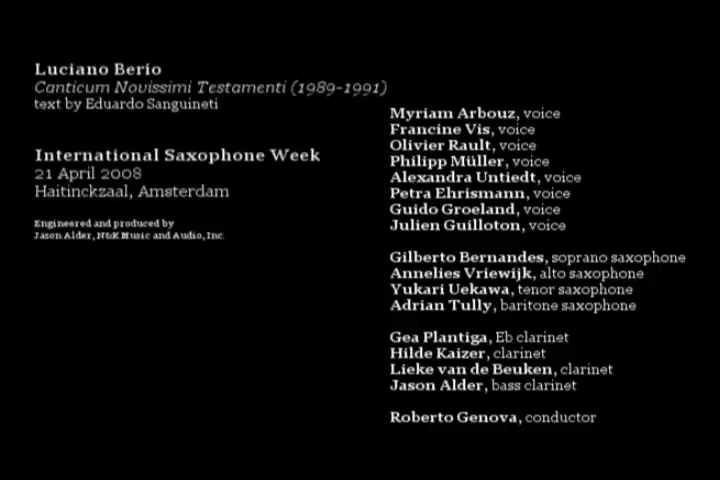 Luciano Berio
Canticum Novissimi Testamenti (1989-1991)
text by Eduardo Sanguineti
International Saxophone Week
21 April 2008
Haitinckzaal, Amsterdam
Engineered and produced by
Jason Alder, N&K Music and Audio, Inc.
Myriam Arbouz, voice
Francine Vis, voice
Olivier Rault, voice
Philipp Müller, voice
Alexandra Untiedt, voice
Petra Ehrismann, voice
Guido Groeland, voice
Julien Guilloton, voice
Gilberto Bernandes, soprano saxophone
Annelies Vriewijk, alto saxophone
Yukari Uekawa, tenor saxophone
Adrian Tully, baritone saxophone
Gea Plantiga, Eb clarinet
Hilde Kaizer, clarinet
Lieke van de Beuken, clarinet
Jason Alder, bass clarinet
Roberto Genova, conductor